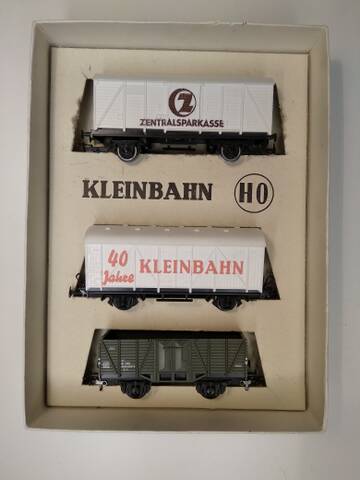 Z
ZENTRALSPARKASSE
KLEINBAHN HO
40
Jahre KLEINBAHN